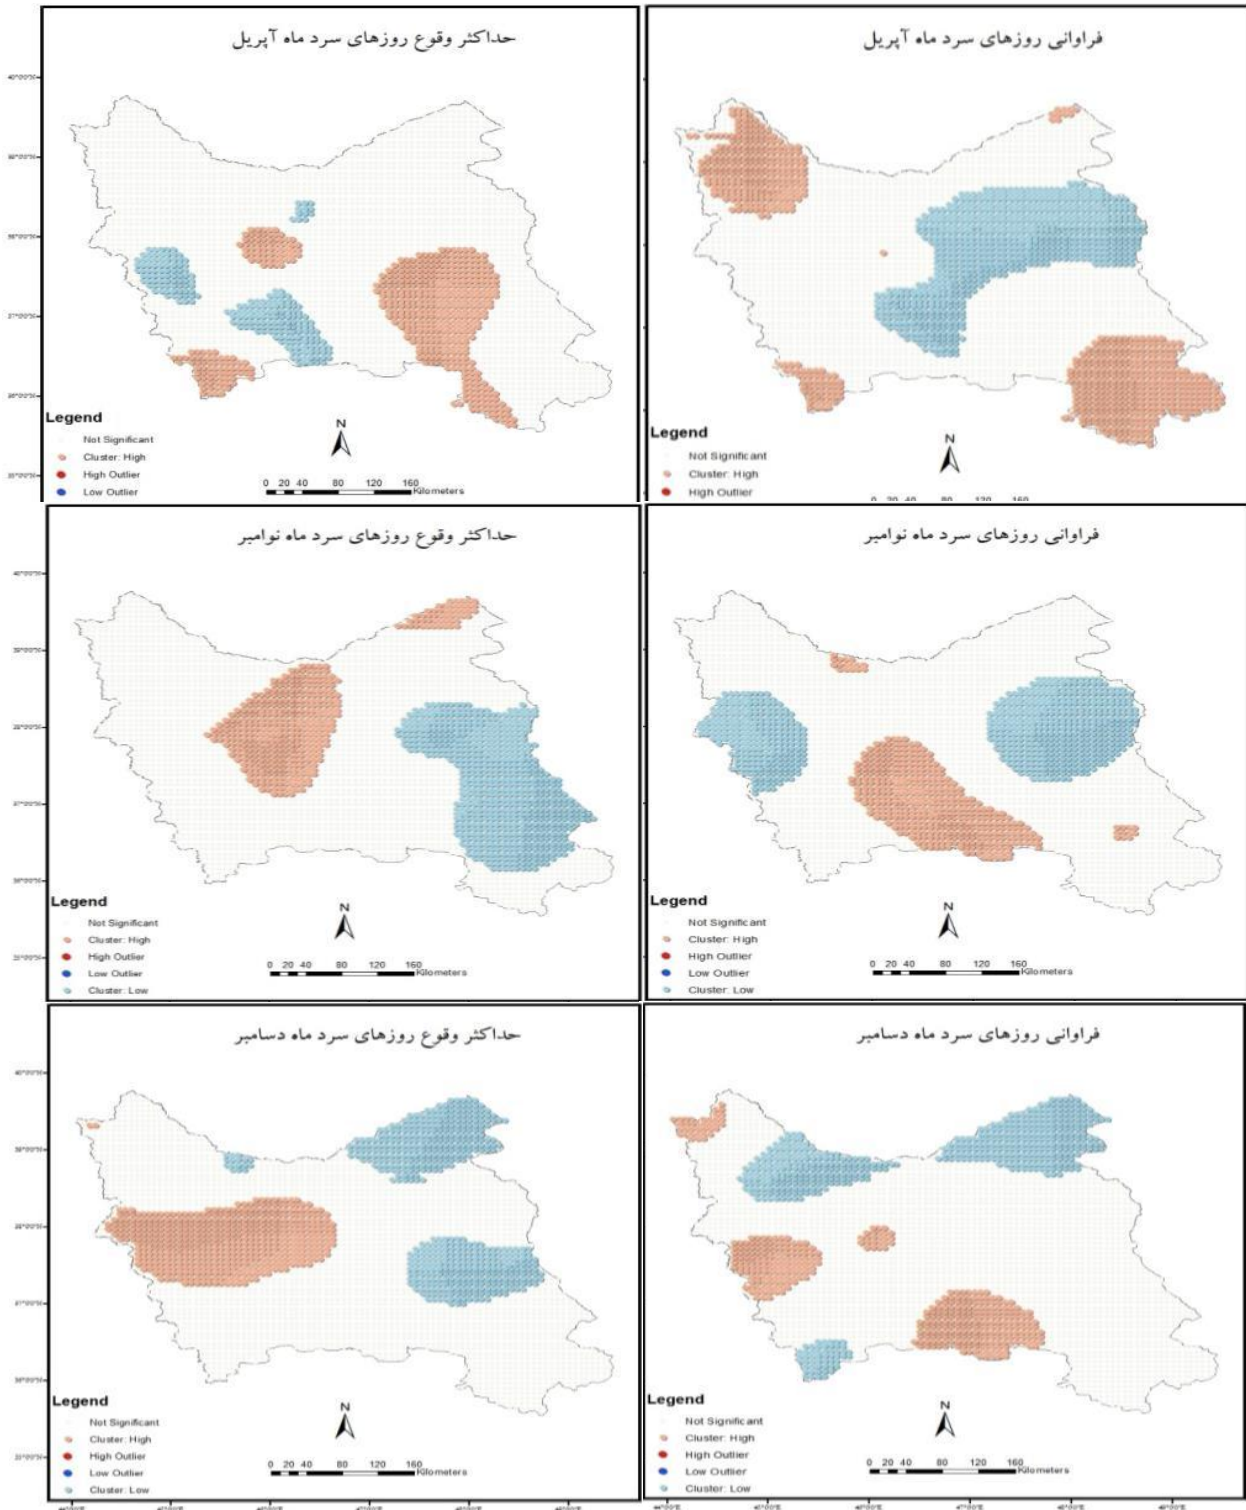 حداکثر وقوع روزهای سرد ماه آپریل
Legend
Not Significant
Cluster: High
High Outlier
Low Outlier
N
0 20 40 80 120 160
Kilometers
فراوانی روزهای سرد ماه آپریل
Legend
Not Significant
Cluster: High
High Outlier
N
0 20 40 80 120 160
حداکثر وقوع روزهای سرد ماه نوامبر
Legend
Not Significant
Cluster: High
High Outlier
Low Outlier
Cluster: Low
N
0 20 40 80 120 160
Kilometers
فراوانی روزهای سرد ماه نوامبر
Legend
Not Significant
Cluster: High
High Outlier
Low Outlier
Cluster: Low
N
0 20 40 80 120 160
Kilometers
حداکثر وقوع روزهای سرد ماه دسامبر
Legend
Not Significant
Cluster: High
High Outlier
Low Outlier
Cluster: Low
N
0 20 40 80 120 160
Kilometers
فراوانی روزهای سرد ماه دسامبر
Legend
Not Significant
Cluster: High
High Outlier
Low Outlier
Cluster: Low
N
0 20 40 80 120 160
Kilometers